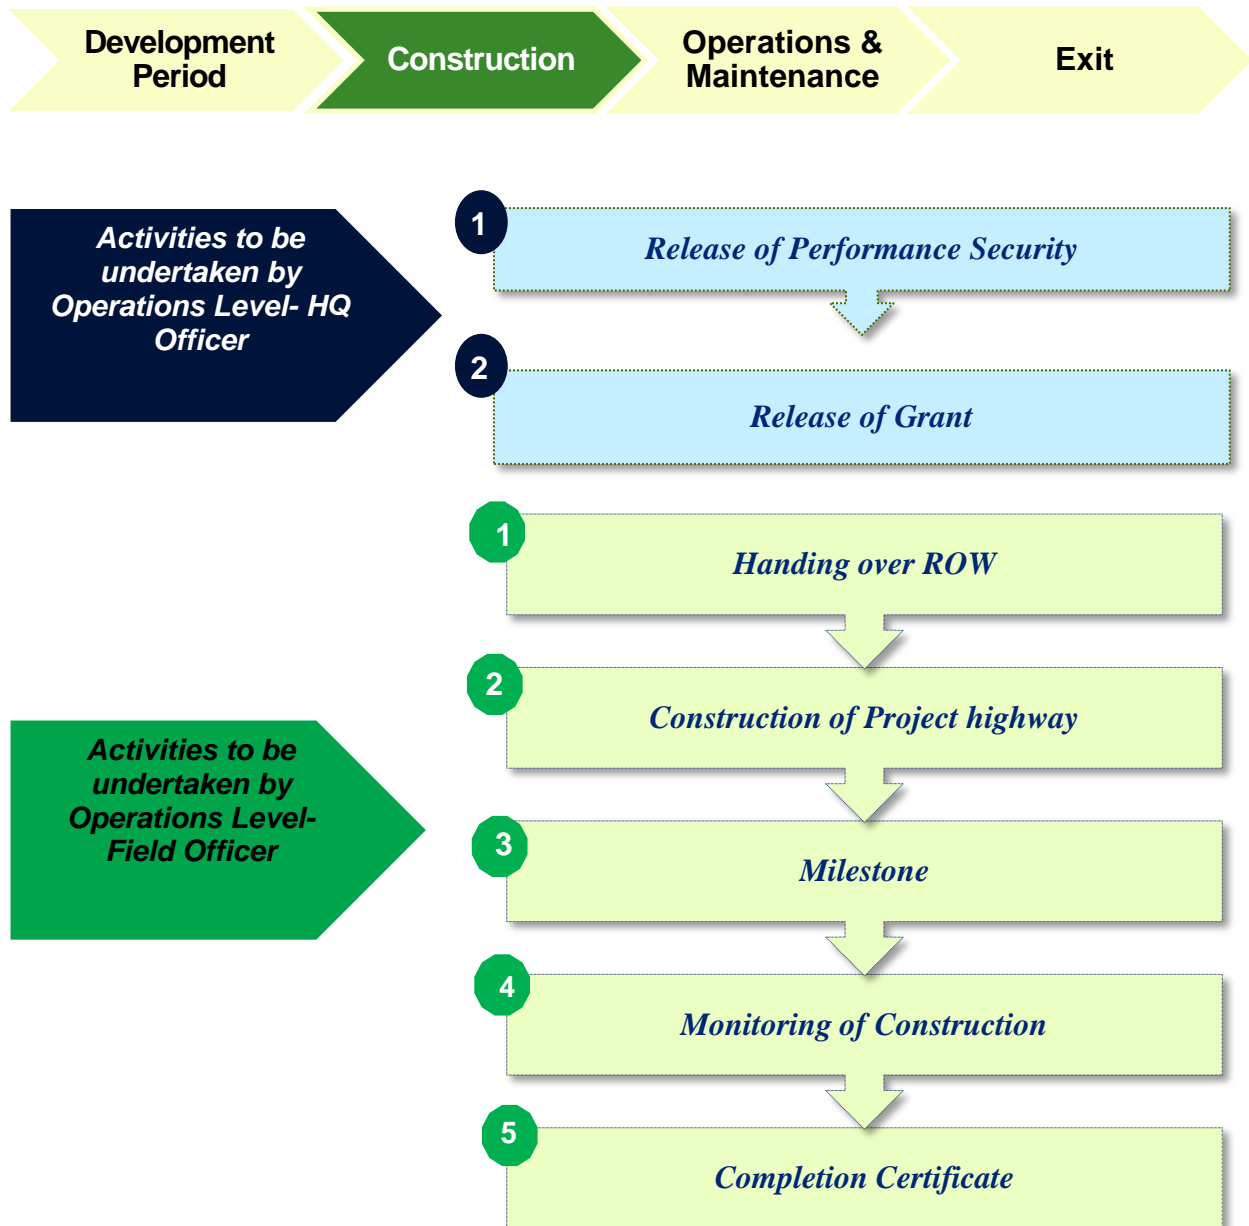 Development
Period
Construction
Operations &
Maintenance
Exit
Activities to be
undertaken by
Operations Level- HQ
Officer
1
Release of Performance Security
2
Release of Grant
Activities to be
undertaken by
Operations Level-
Field Officer
1
Handing over ROW
2
Construction of Project highway
3
Milestone
4
Monitoring of Construction
5
Completion Certificate